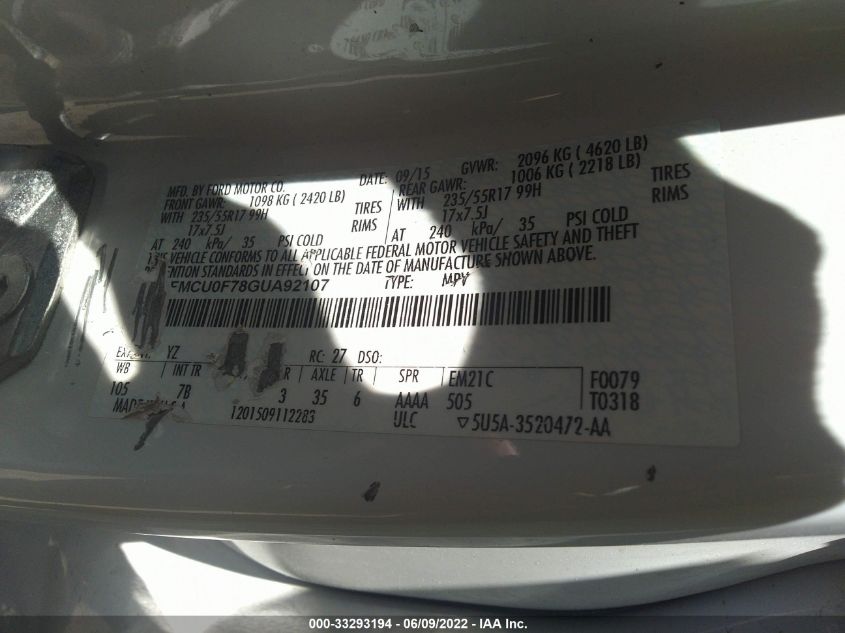 MFD. BY FORD MOTOR CO. DATE: 09/15 GVWR: 2096 KG ( 4620 LB)
FRONT GAWR: 1098 KG ( 2420 LB) REAR GAWR: 1006 KG ( 2218 LB)
WITH 235/55R17 99H TIRES WITH 235/55R17 99H TIRES
17x7.5J RIMS 17x7.5J RIMS
AT 240 kPa/ 35 PSI COLD AT 240 kPa/ 35 PSI COLD
VEHICLE CONFORMS TO ALL APPLICABLE FEDERAL MOTOR VEHICLE SAFETY AND THEFT
STANDARDS IN EFFECT ON THE DATE OF MANUFACTURE SHOWN ABOVE.
FMCU0F78GUA92107 TYPE: MPV
YZ RC: 27 DSO:
WB INT TR R AXLE TR SPR EM21C F0079
105 7B 3 35 6 AAAA 505 T0318
MADE 1201509112283 ULC ▽5U5A-3520472-AA
000-33293194 - 06/09/2022 - IAA Inc.